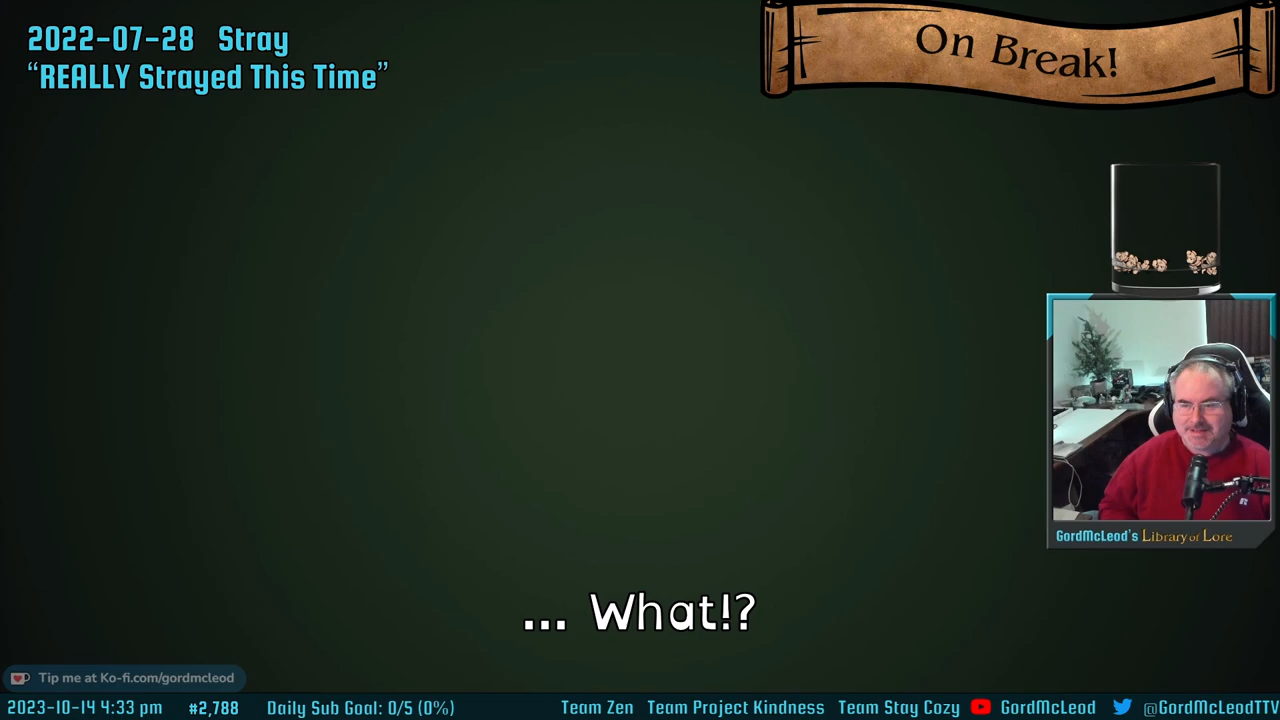 2022-07-28 Stray
“REALLY Strayed This Time”
On Break!
GordMcLeod's Library of Lore
... What!?
Tip me at Ko-fi.com/gordmcleod
2023-10-14 4:33 pm #2,788 Daily Sub Goal: 0/5 (0%) Team Zen Team Project Kindness Team Stay Cozy GordMcLeod @GordMcLeodTTV